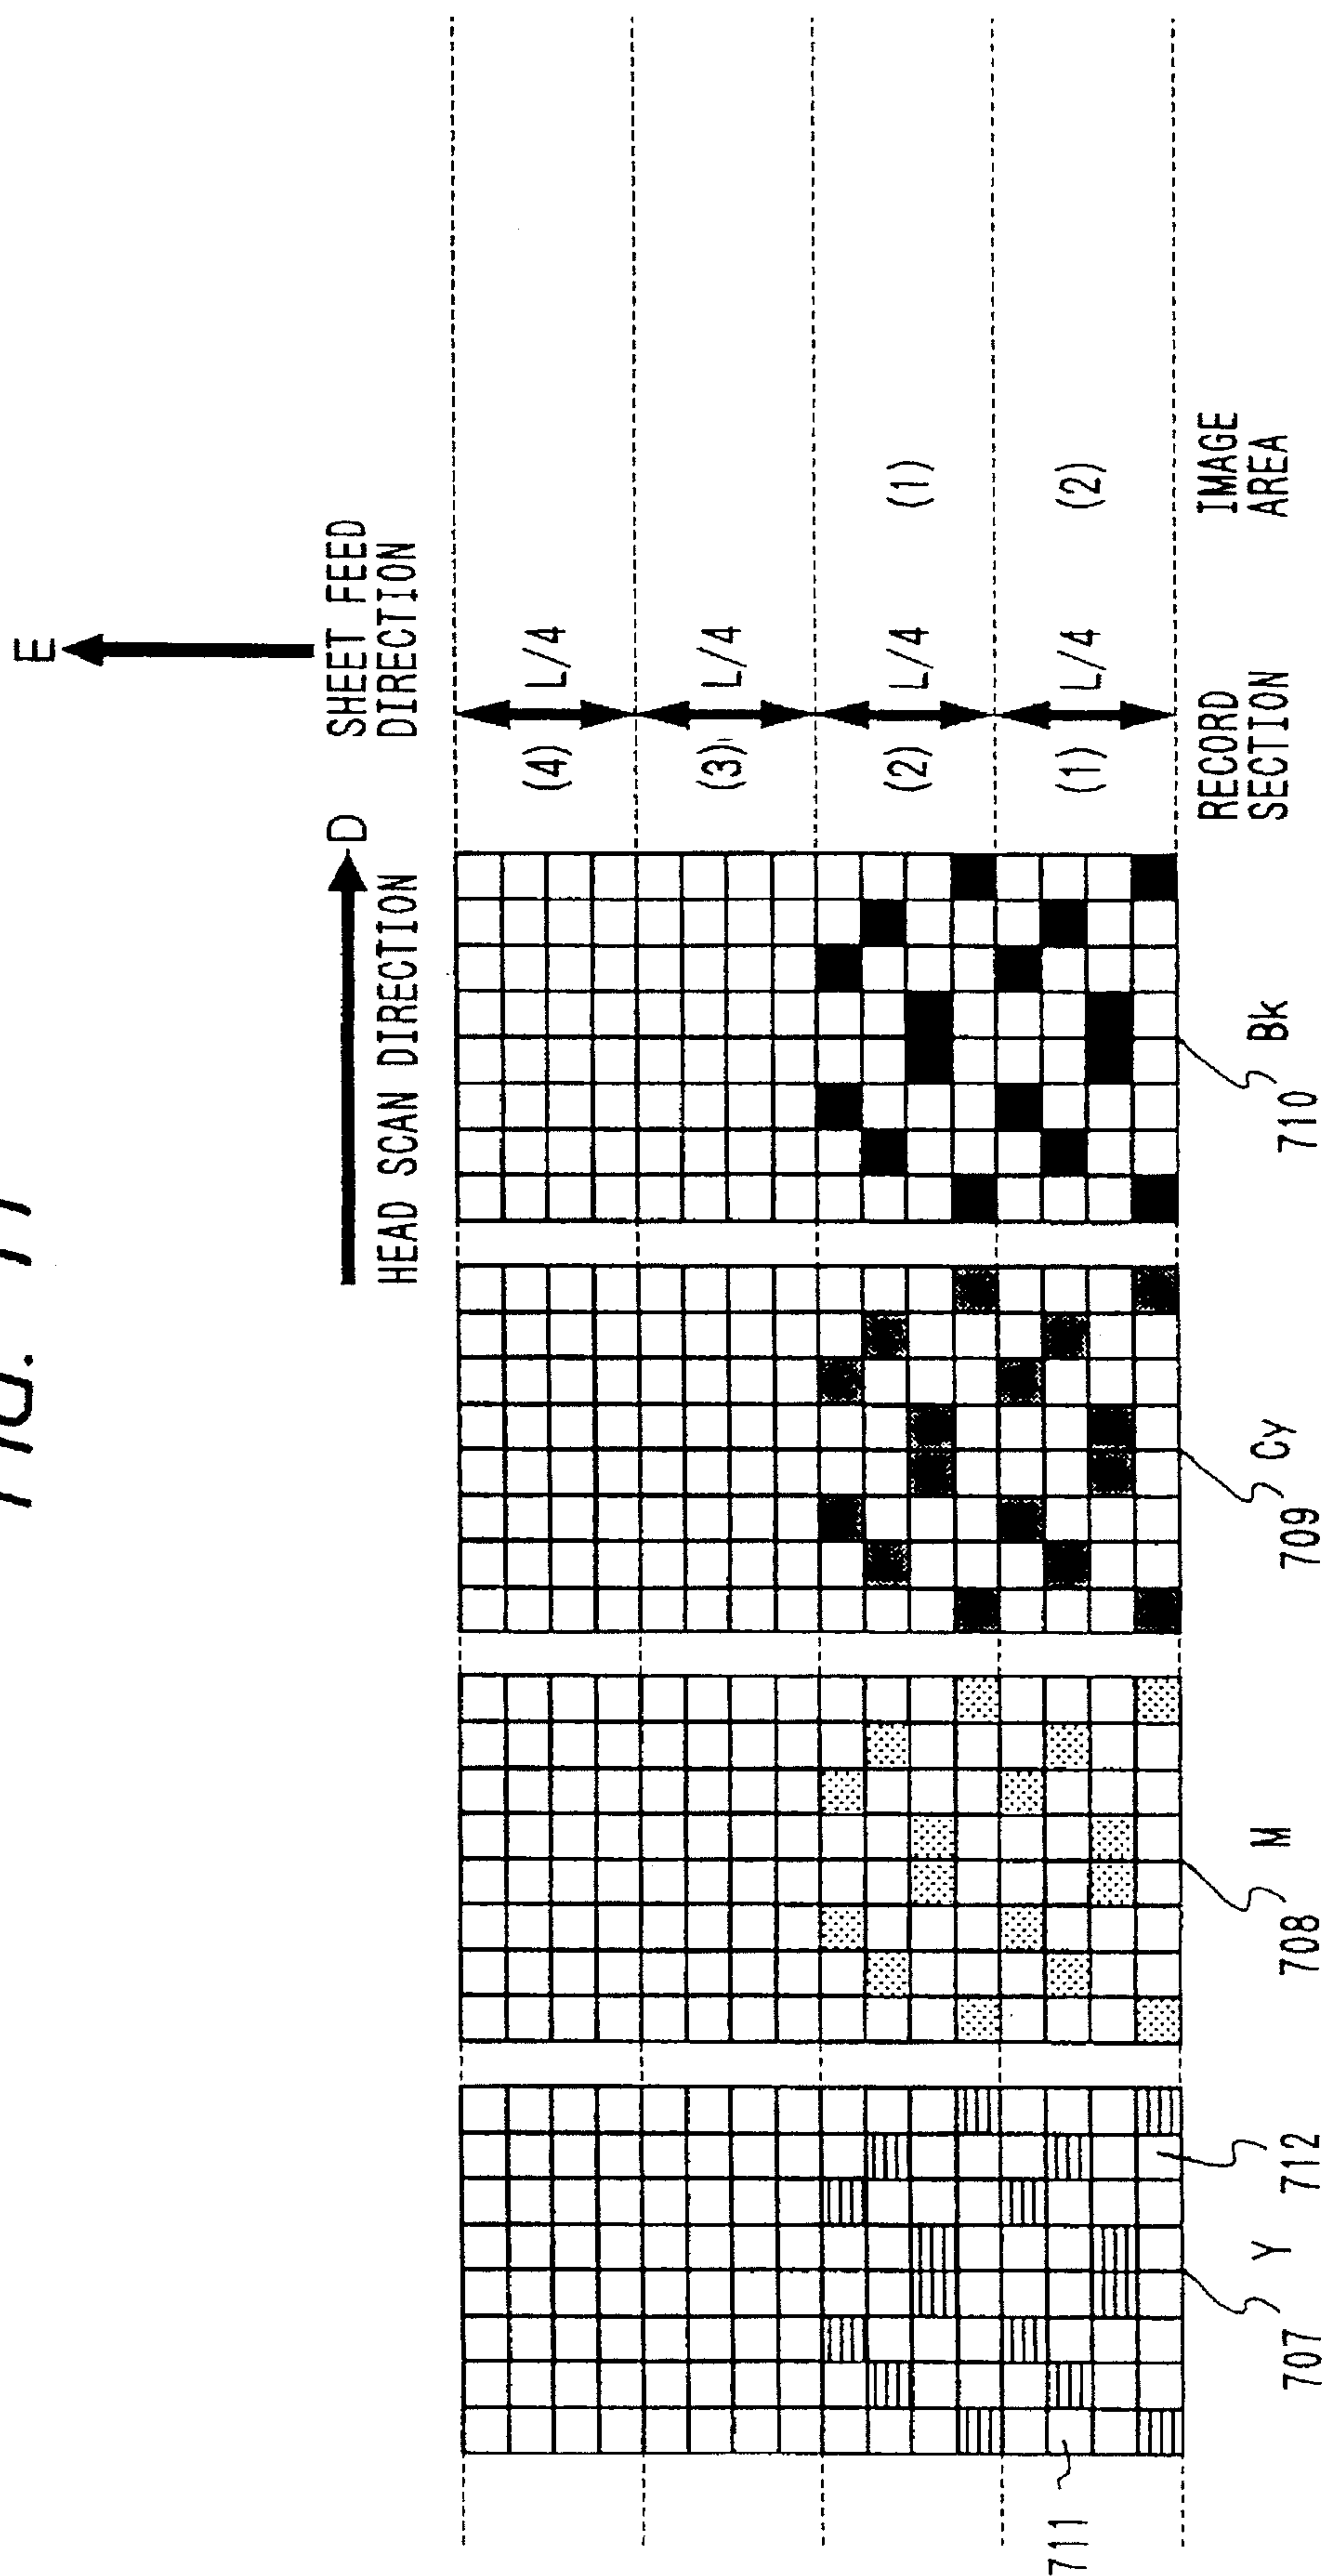 FIG.
E
SHEET FEED
DIRECTION
D
HEAD SCAN DIRECTION
(4) L/4
(3) L/4
(2) L/4 (1)
(1) L/4 (2)
RECORD
SECTION
IMAGE
AREA
711
707 Y
712
708 M
709 Cy
710 Bk